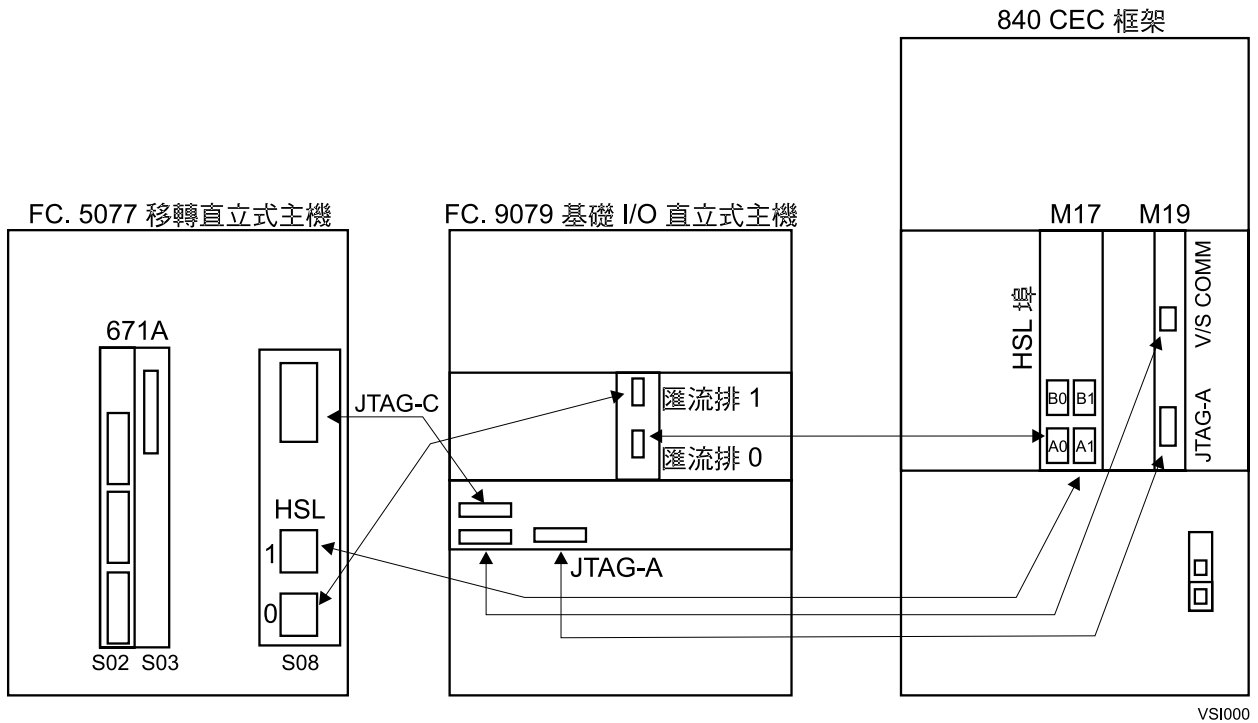 840 CEC 框架
FC. 5077 移轉直立式主機
FC. 9079 基礎 I/O 直立式主機
M17
M19
671A
JTAG-C
HSL
1
0
S02
S03
S08
匯流排 1
匯流排 0
JTAG-A
HSL 埠
B0
B1
A0
A1
V/S COMM
JTAG-A
VSI000